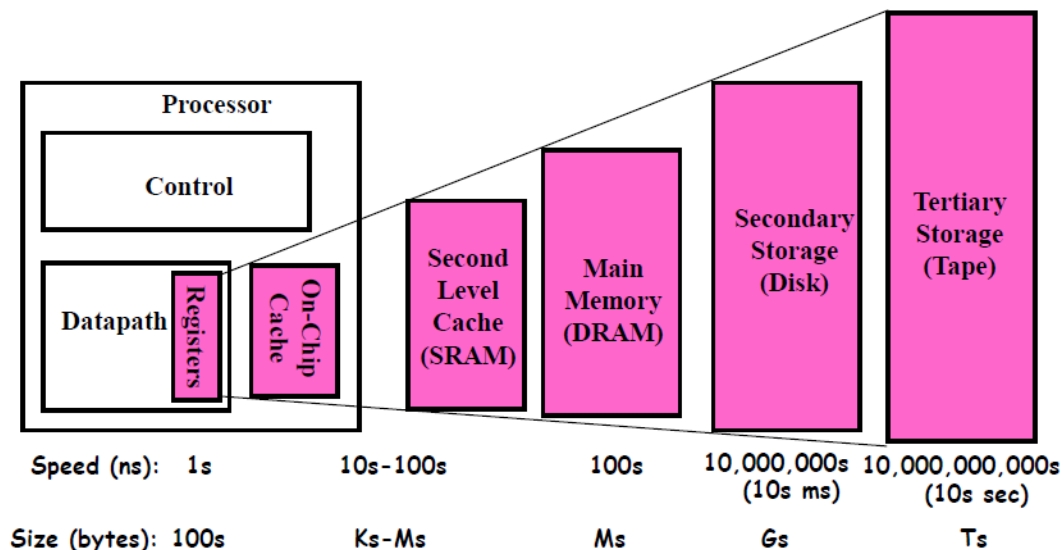 Processor
Control
Datapath
Registers
On-Chip
Cache
Second
Level
Cache
(SRAM)
Main
Memory
(DRAM)
Secondary
Storage
(Disk)
Tertiary
Storage
(Tape)
Speed (ns): 1s 10s-100s 100s 10,000,000s 10,000,000,000s
(10s ms) (10s sec)
Size (bytes): 100s Ks-Ms Ms Gs Ts